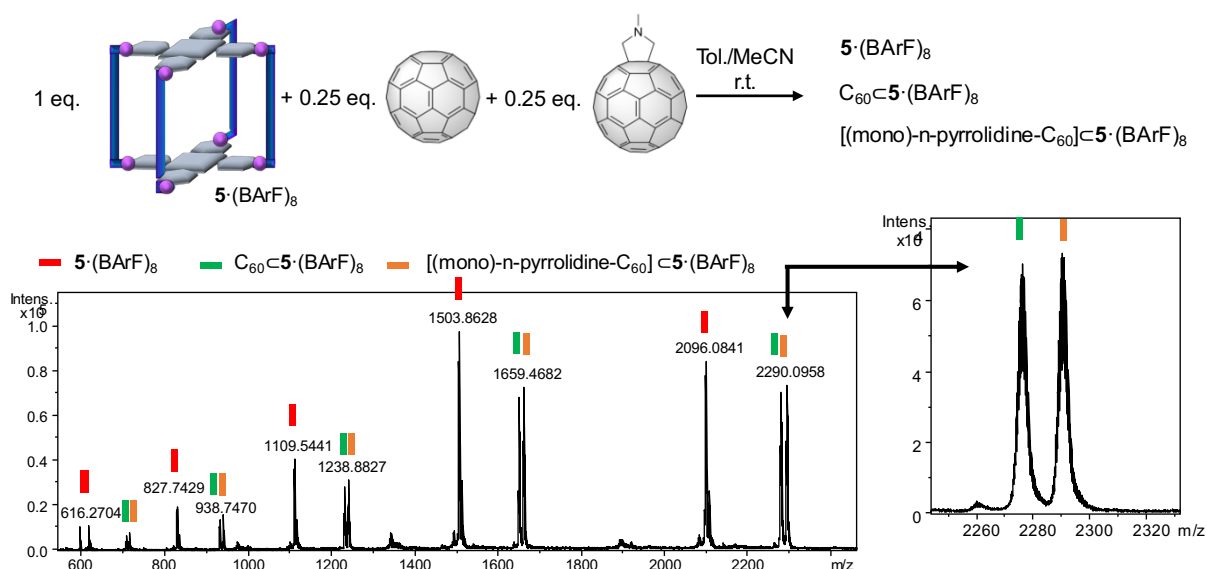 N
Tol./MeCN
r.t.
1 eq.
+ 0.25 eq.
+ 0.25 eq.
5·(BArF)8
C60⊂5·(BArF)8
[(mono)-n-pyrrolidine-C60]⊂5·(BArF)8
5·(BArF)8
5·(BArF)8
C60⊂5·(BArF)8
[(mono)-n-pyrrolidine-C60] ⊂5·(BArF)8
Intens.
x10
1.0
0.8
0.6
0.4
0.2
0.0
616.2704
827.7429
938.7470
1109.5441
1238.8827
1503.8628
1659.4682
2096.0841
2290.0958
600 800 1000 1200 1400 1600 1800 2000 2200 m/z
Intens
x10
4
8
6
4
2
0
2260 2280 2300 2320 m/z